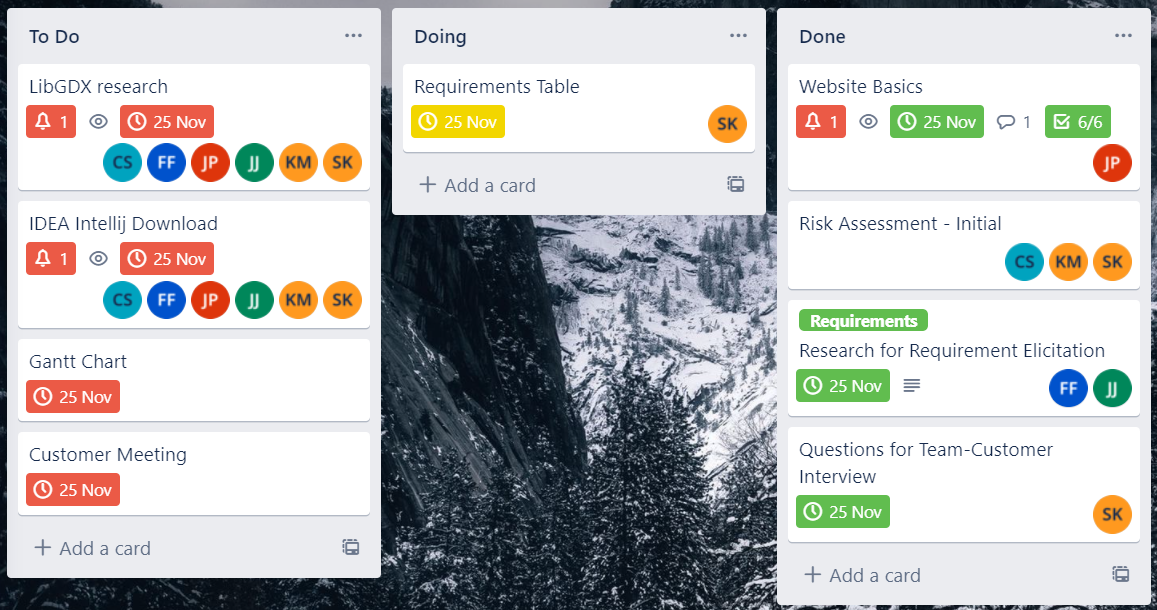 To Do
LibGDX research
1 25 Nov
CS FF JP JJ KM SK
IDEA Intellij Download
1 25 Nov
CS FF JP JJ KM SK
Gantt Chart
25 Nov
Customer Meeting
25 Nov
+ Add a card
Doing
Requirements Table
25 Nov
SK
+ Add a card
Done
Website Basics
1 25 Nov 1 6/6
JP
Risk Assessment - Initial
CS KM SK
Requirements
Research for Requirement Elicitation
25 Nov
FF JJ
Questions for Team-Customer
Interview
25 Nov
SK
+ Add a card